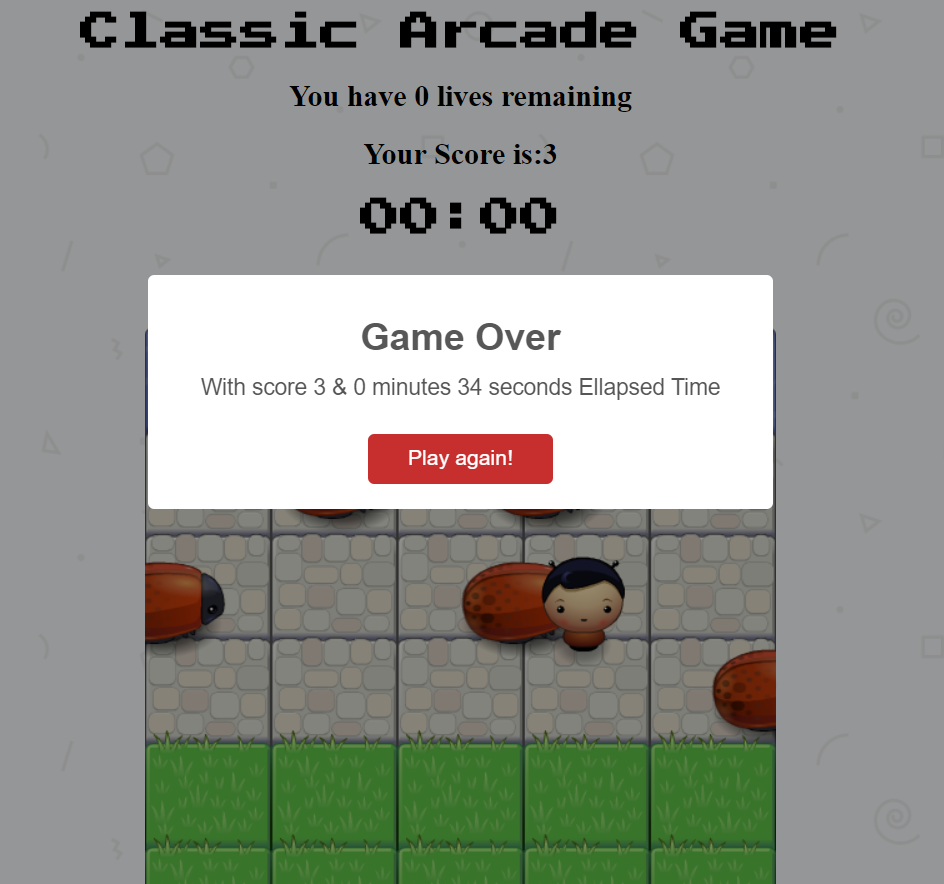 Classic Arcade Game
You have 0 lives remaining
Your Score is:3
00:00
Game Over
With score 3 & 0 minutes 34 seconds Ellapsed Time
Play again!